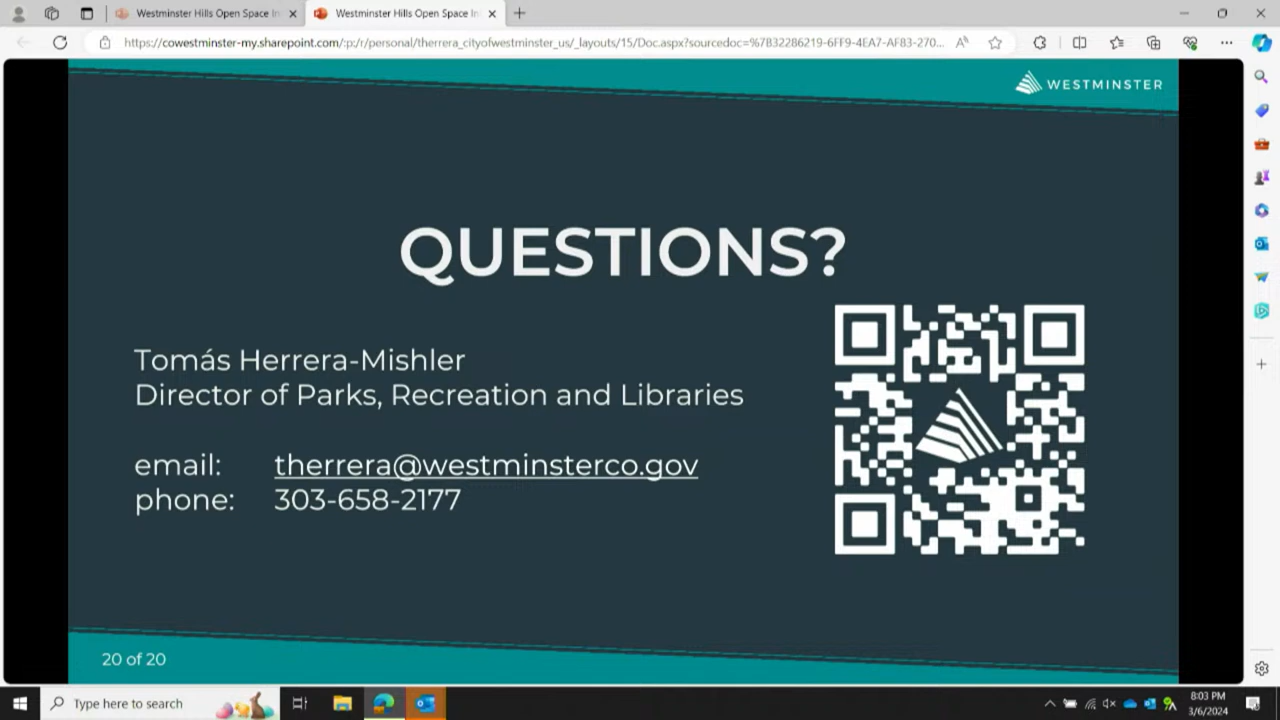 Westminster Hills Open Space In
Westminster Hills Open Space In
https://cowestminster-my.sharepoint.com/:p:/r/personal/therrera_cityofwestminster_us/_layouts/15/Doc.aspx?sourcedoc=%7B32286219-6FF9-4EA7-AF83-270...
WESTMINSTER
QUESTIONS?
Tomás Herrera-Mishler
Director of Parks, Recreation and Libraries
email: therrera@westminsterco.gov
phone: 303-658-2177
20 of 20
Type here to search
8:03 PM
3/6/2024